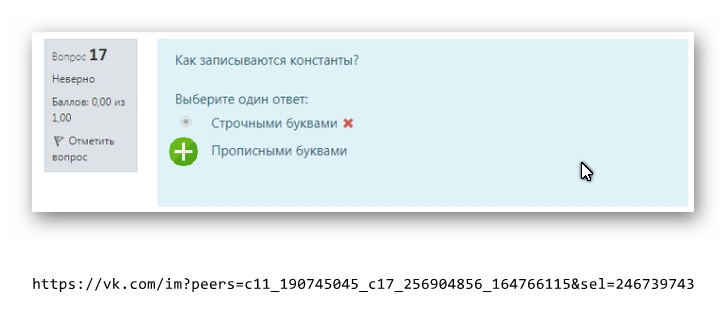 Вопрос 17
Неверно
Баллов: 0,00 из
1,00
Отметить
вопрос
Как записываются константы?
Выберите один ответ:
Строчными буквами
Прописными буквами
https://vk.com/im?peers=c11_190745045_c17_256904856_164766115&sel=246739743